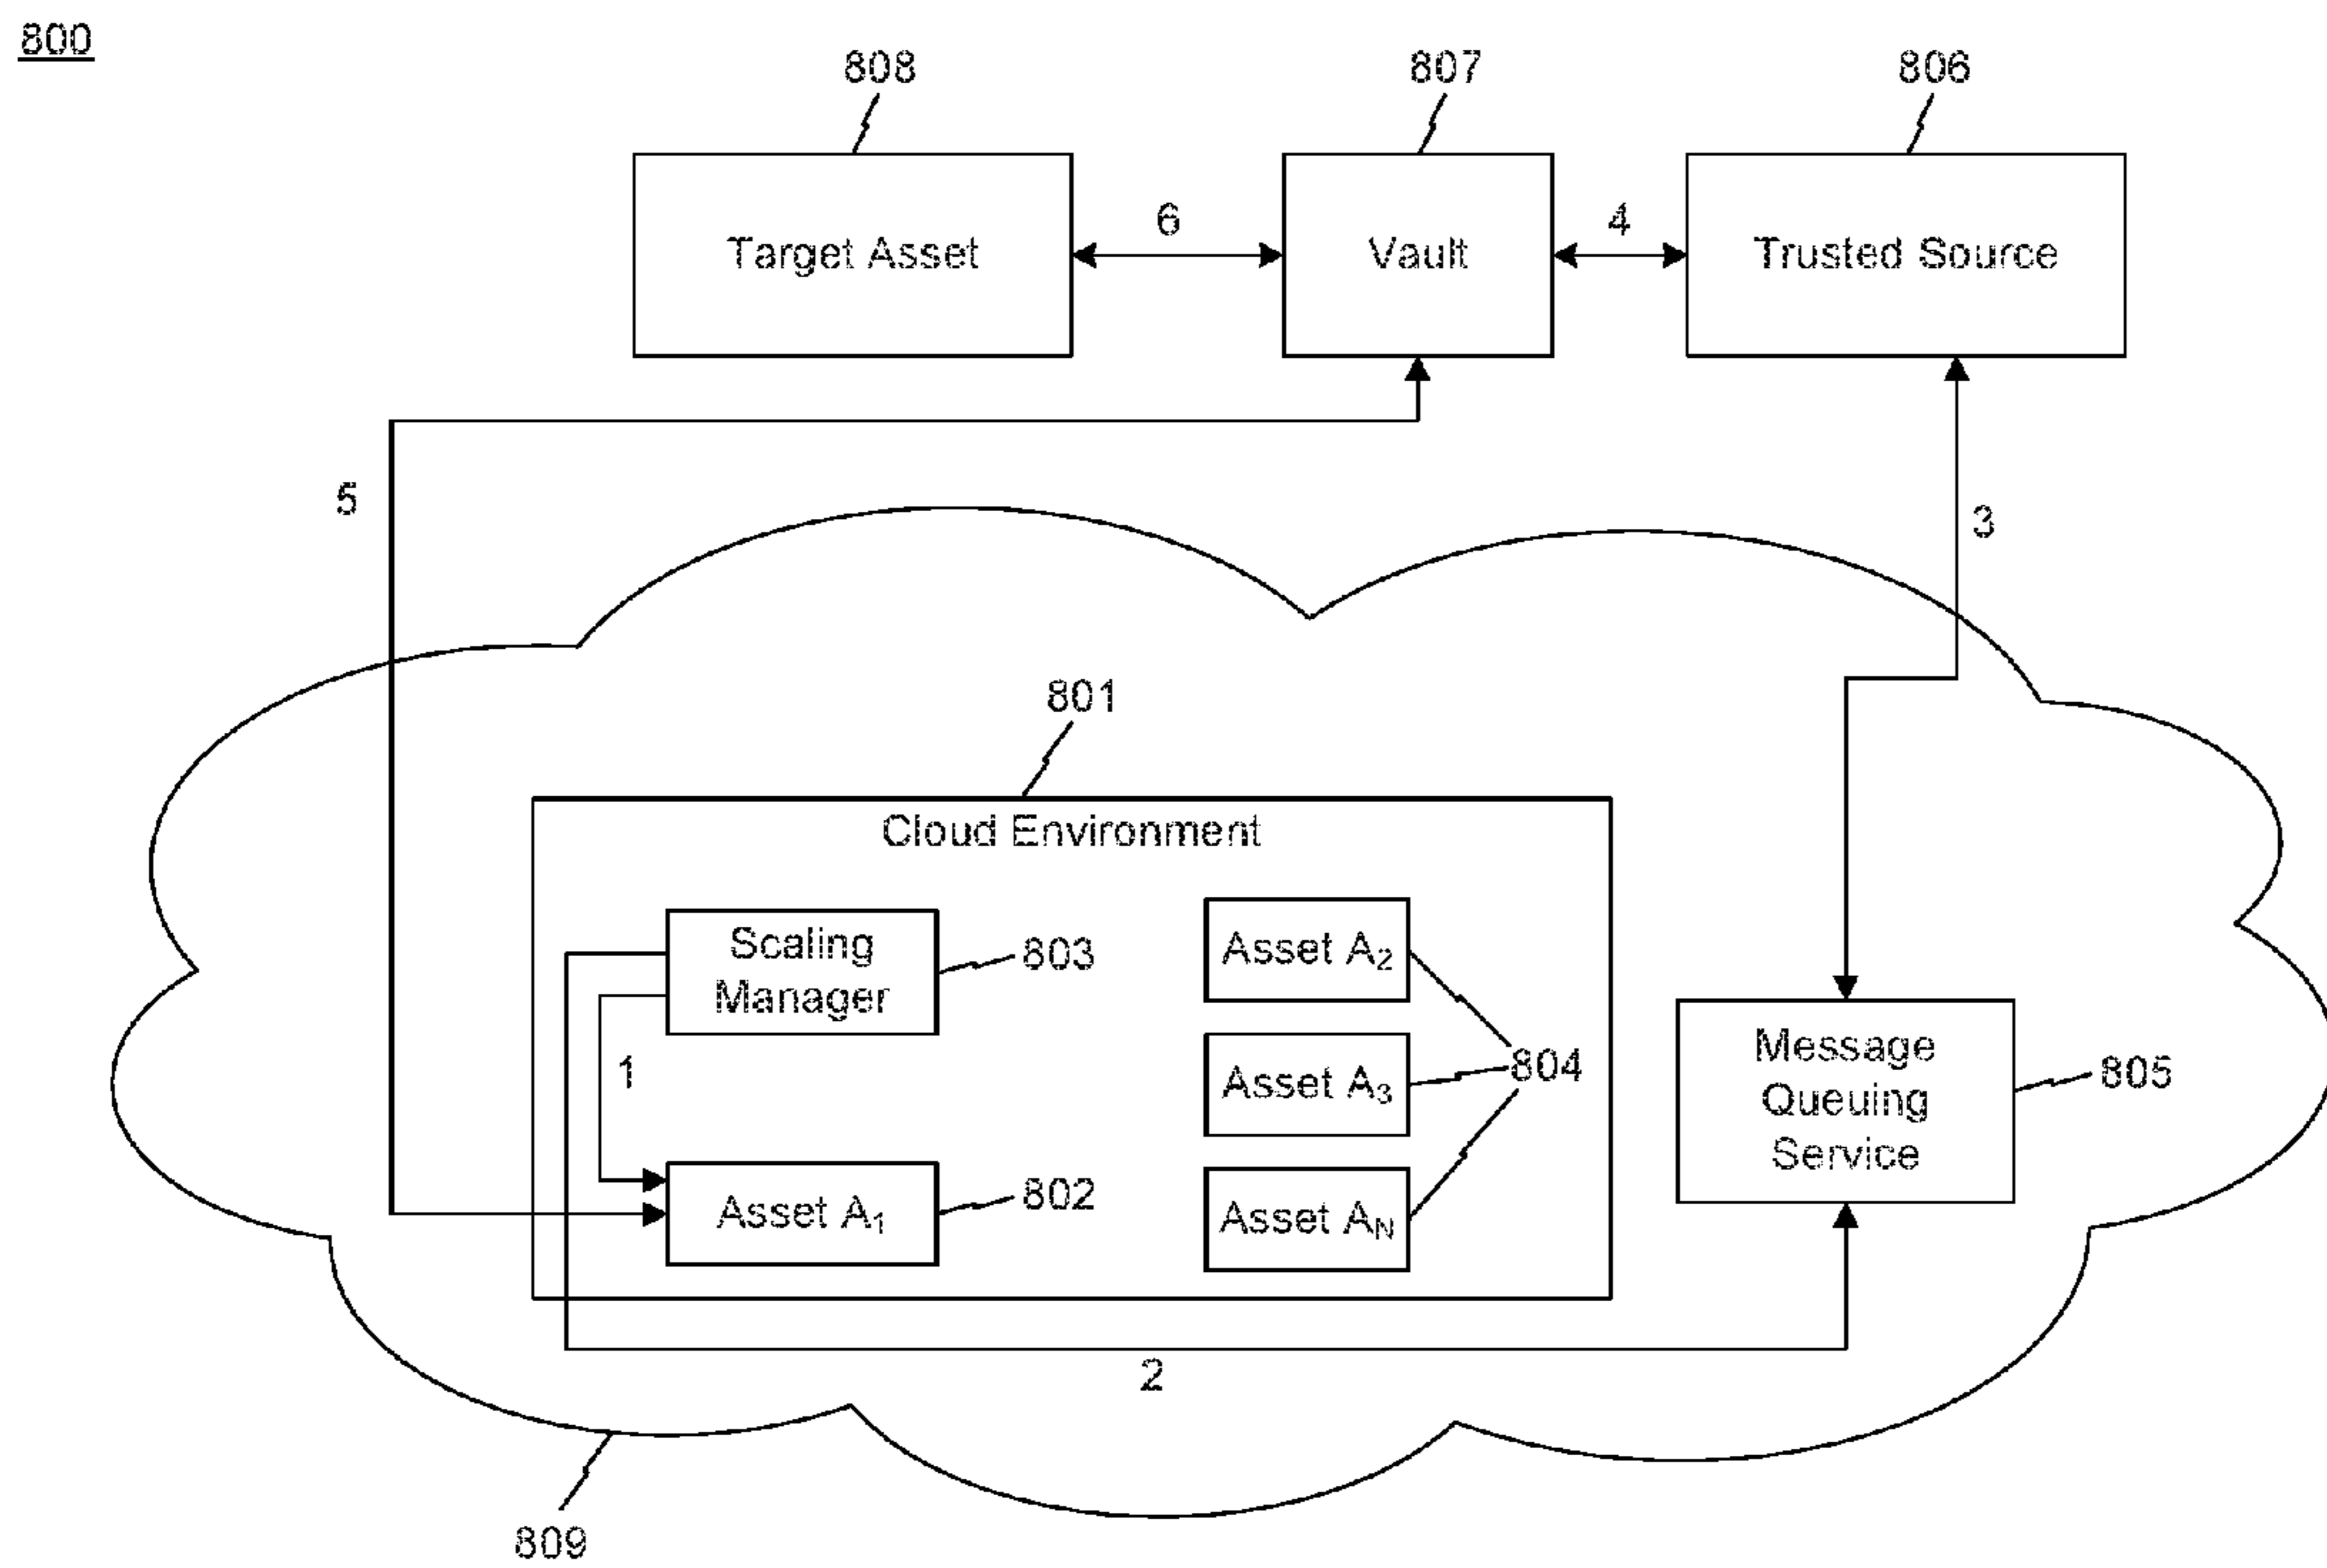 800
808
807
806
Target Asset
6
Vault
4
Trusted Source
5
3
801
Cloud Environment
Scaling
Manager
803
Asset A₂
1
Asset A₃
804
Message
Queuing
Service
805
Asset A₁
802
Asset A_N
2
809